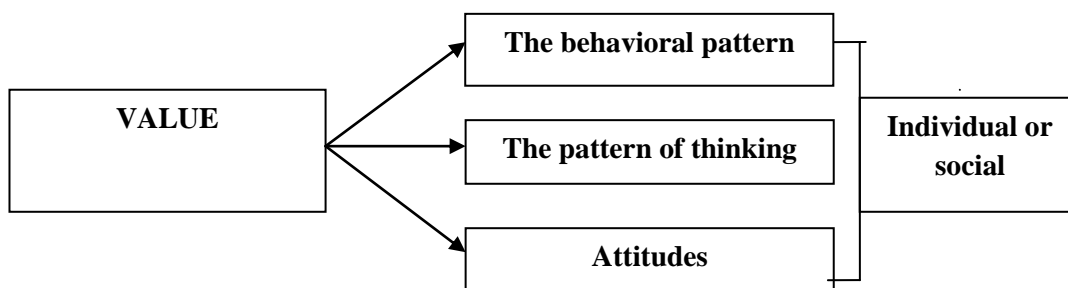 The behavioral pattern
VALUE
The pattern of thinking
Individual or
social
Attitudes